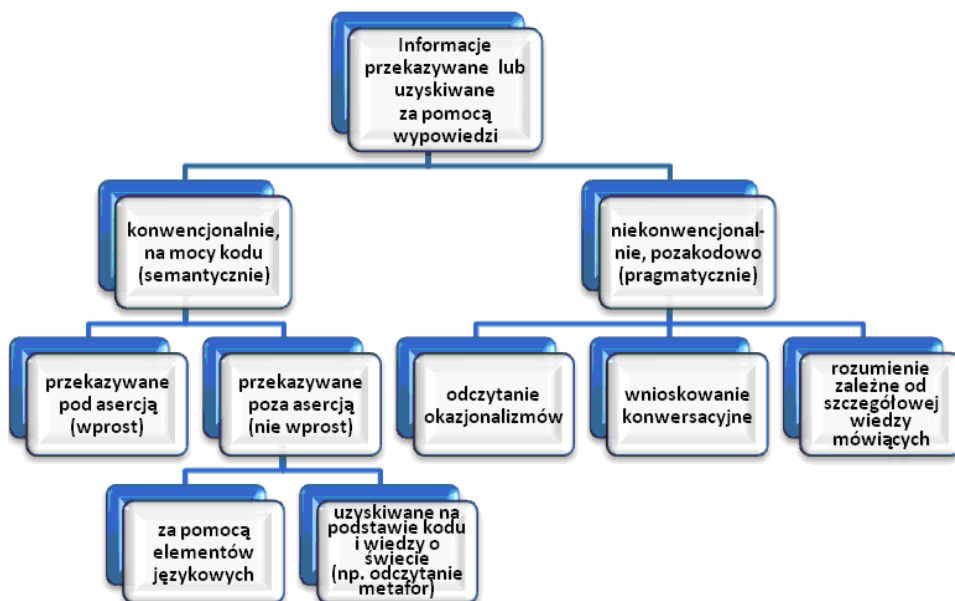 Informacje
przekazywane lub
uzyskiwane
za pomocą
wypowiedzi
konwencjonalnie,
na mocy kodu
(semantycznie)
niekonwencjonal-
nie, pozakodowo
(pragmatycznie)
przekazywane
pod asercją
(wprost)
przekazywane
poza asercją
(nie wprost)
odczytanie
okazjonalizmów
wnioskowanie
konwersacyjne
rozumienie
zależne od
szczegółowej
wiedzy
mówiących
za pomocą
elementów
językowych
uzyskiwane na
podstawie kodu
i wiedzy o
świecie
(np. odczytanie
metafor)